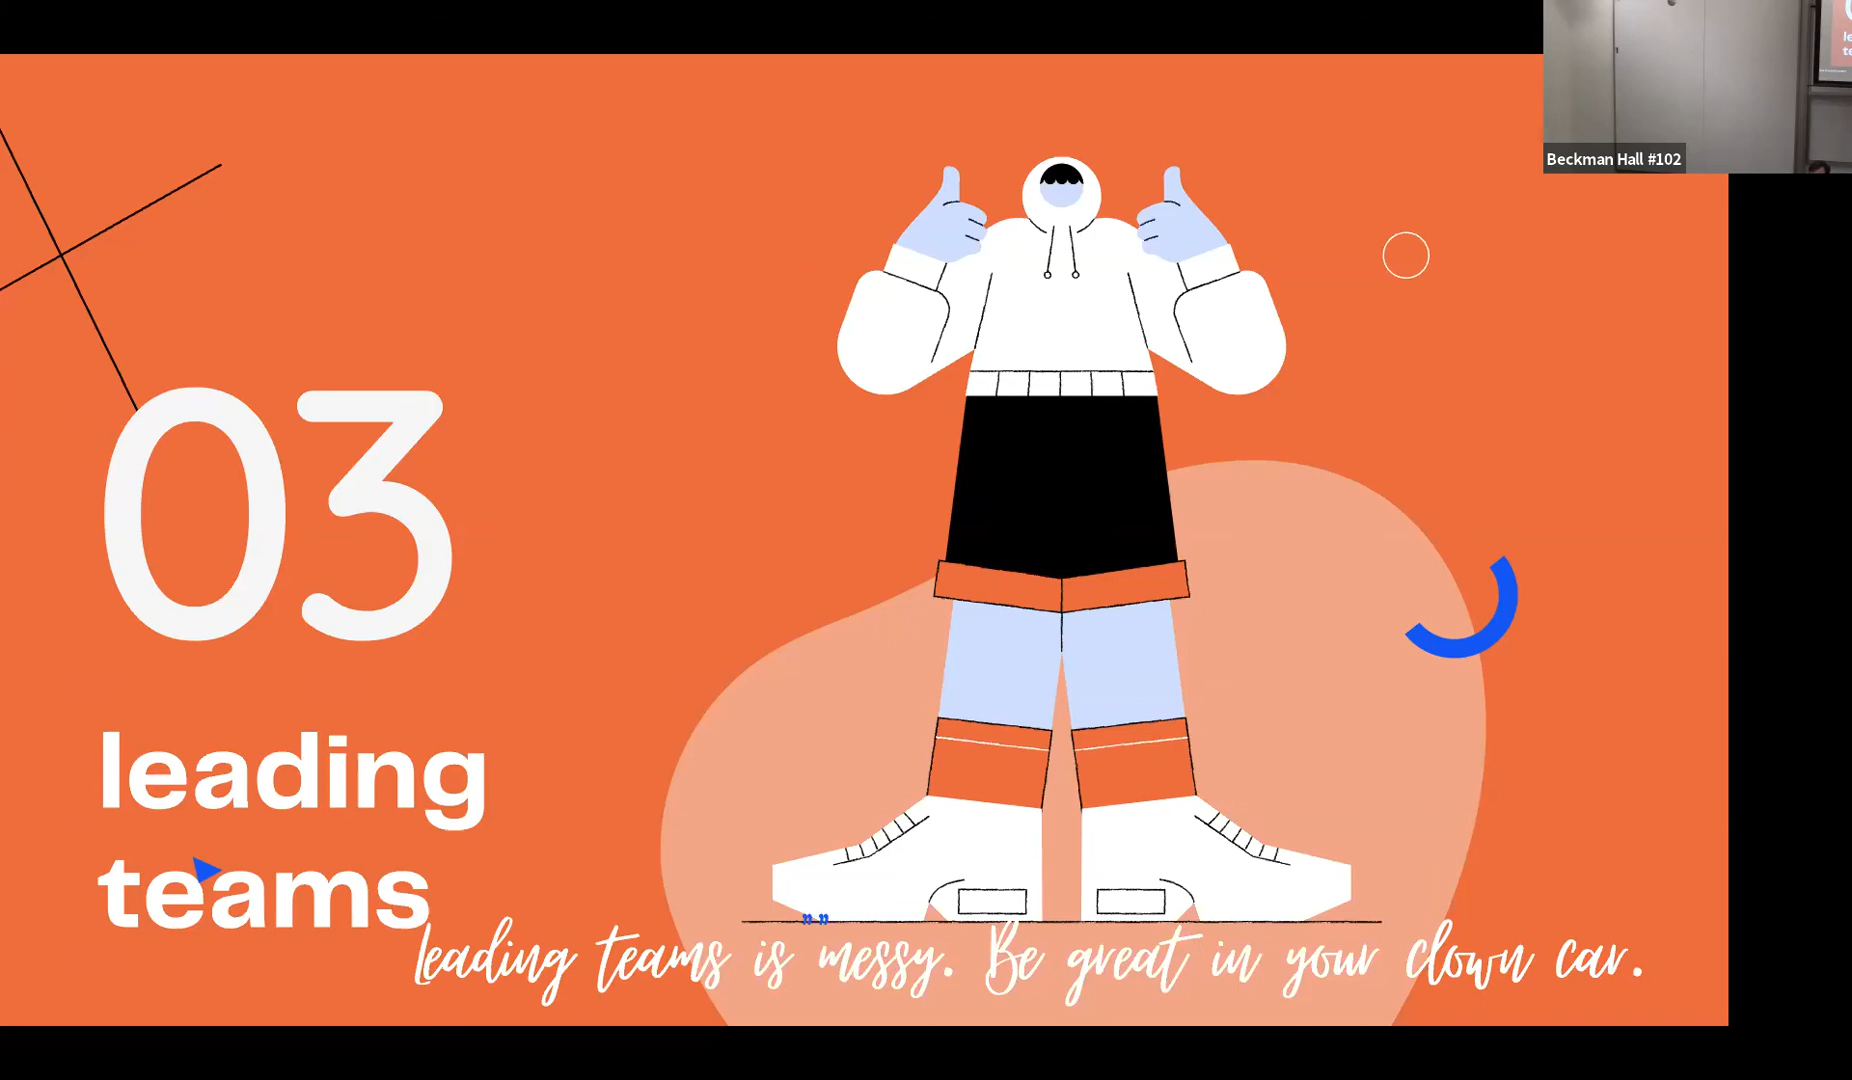 Beckman Hall #102
03
leading
teams
Leading teams is messy. Be great in your clown car.